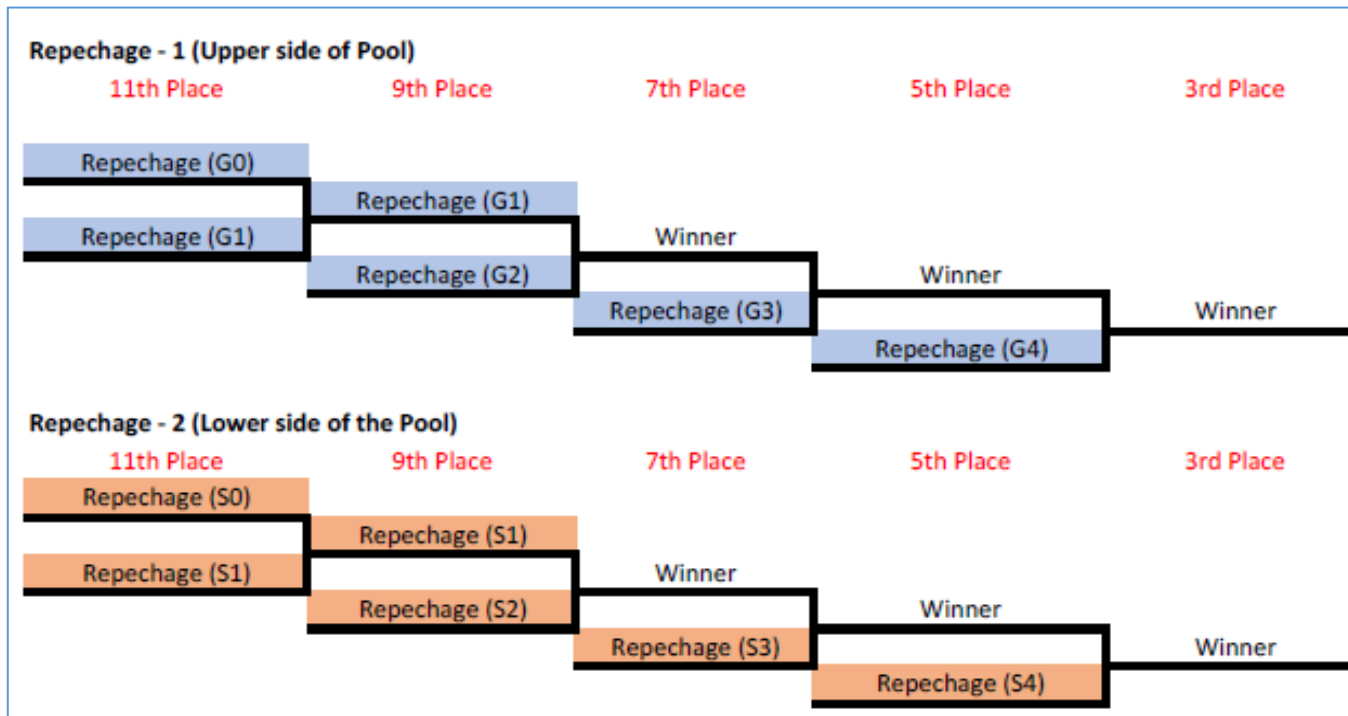 Repechage - 1 (Upper side of Pool)
11th Place 9th Place 7th Place 5th Place 3rd Place
Repechage (G0)
Repechage (G1)
Repechage (G1)
Winner
Repechage (G2)
Winner
Repechage (G3)
Winner
Repechage (G4)
Repechage - 2 (Lower side of the Pool)
11th Place 9th Place 7th Place 5th Place 3rd Place
Repechage (S0)
Repechage (S1)
Repechage (S1)
Winner
Repechage (S2)
Winner
Repechage (S3)
Winner
Repechage (S4)